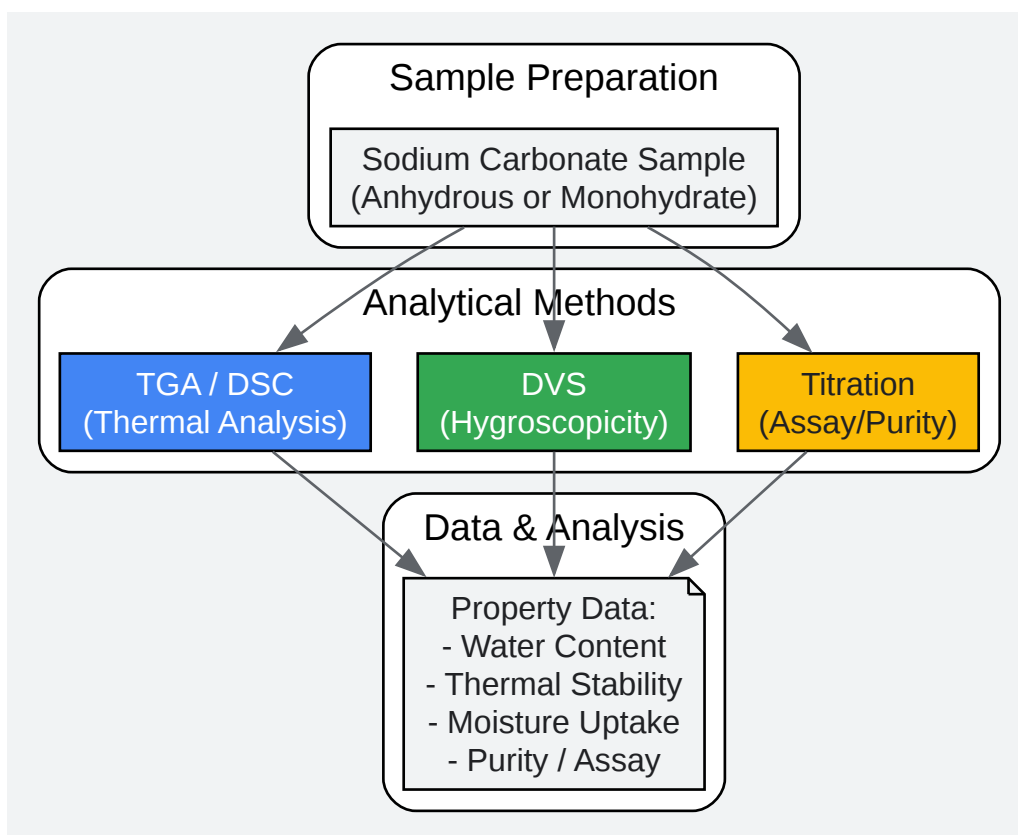 Sample Preparation
Sodium Carbonate Sample
(Anhydrous or Monohydrate)
Analytical Methods
TGA / DSC
(Thermal Analysis)
DVS
(Hygroscopicity)
Titration
(Assay/Purity)
Data & Analysis
Property Data:
- Water Content
- Thermal Stability
- Moisture Uptake
- Purity / Assay